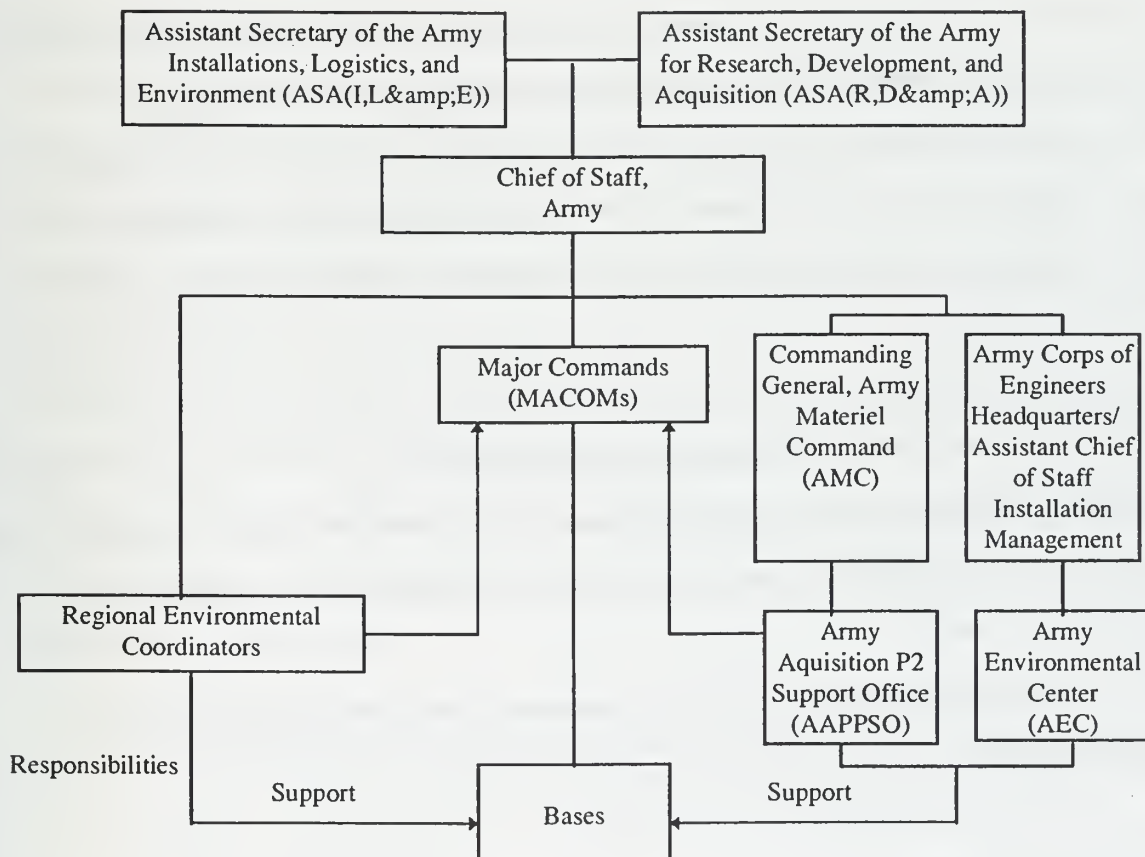 Assistant Secretary of the Army
Installations, Logistics, and
Environment (ASA(I,L&amp;E))
Assistant Secretary of the Army
for Research, Development, and
Acquisition (ASA(R,D&amp;A))
Chief of Staff,
Army
Major Commands
(MACOMs)
Commanding
General, Army
Materiel
Command
(AMC)
Army Corps of
Engineers
Headquarters/
Assistant Chief
of Staff
Installation
Management
Regional Environmental
Coordinators
Army
Aquisition P2
Support Office
(AAPPSO)
Army
Environmental
Center
(AEC)
Responsibilities
Support
Bases
Support